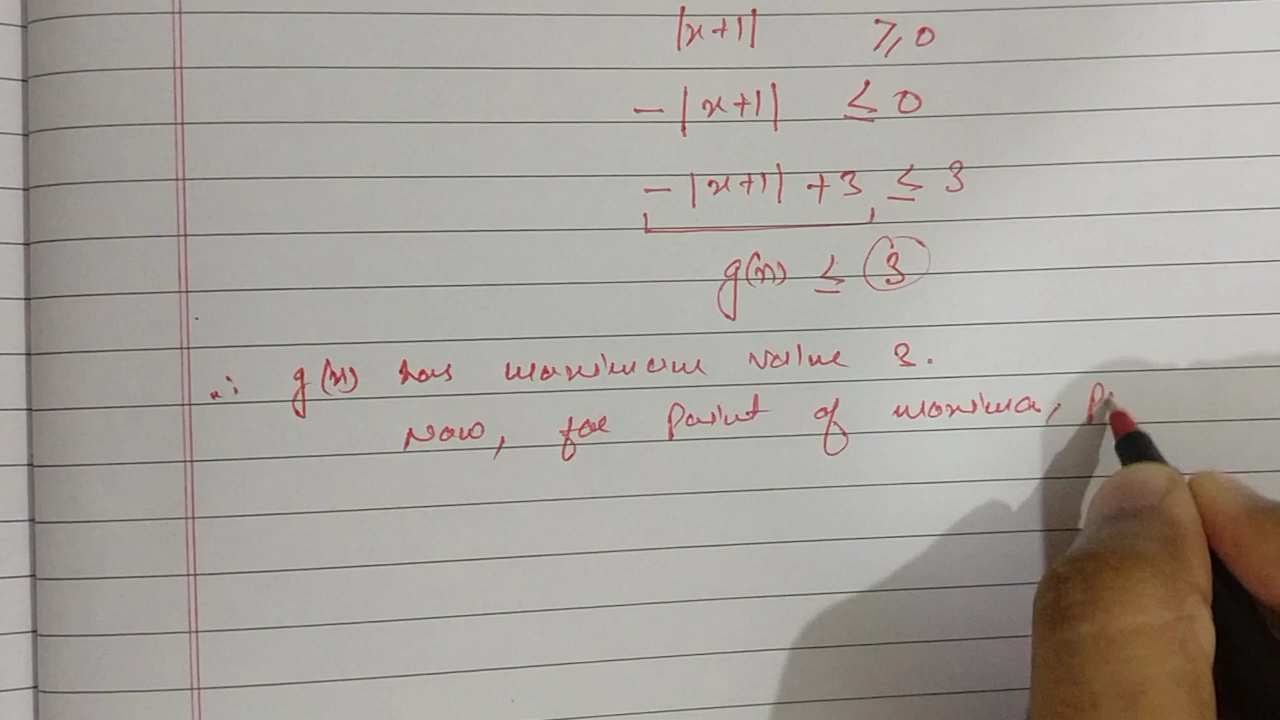 |x+1| ≥ 0
-|x+1| ≤ 0
-|x+1| +3 ≤ 3
g(x) ≤ 3
∴ g(x) has maximum value 3.
Now, for Point of maxima, P